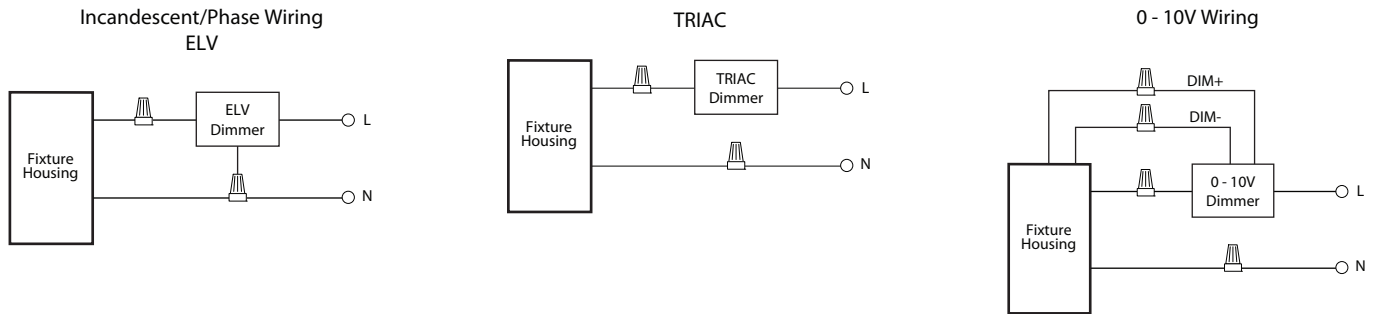 Incandescent/Phase Wiring
ELV
ELV
Dimmer
L
Fixture
Housing
N
TRIAC
TRIAC
Dimmer
L
Fixture
Housing
N
0 - 10V Wiring
DIM+
DIM-
0 - 10V
Dimmer
L
Fixture
Housing
N